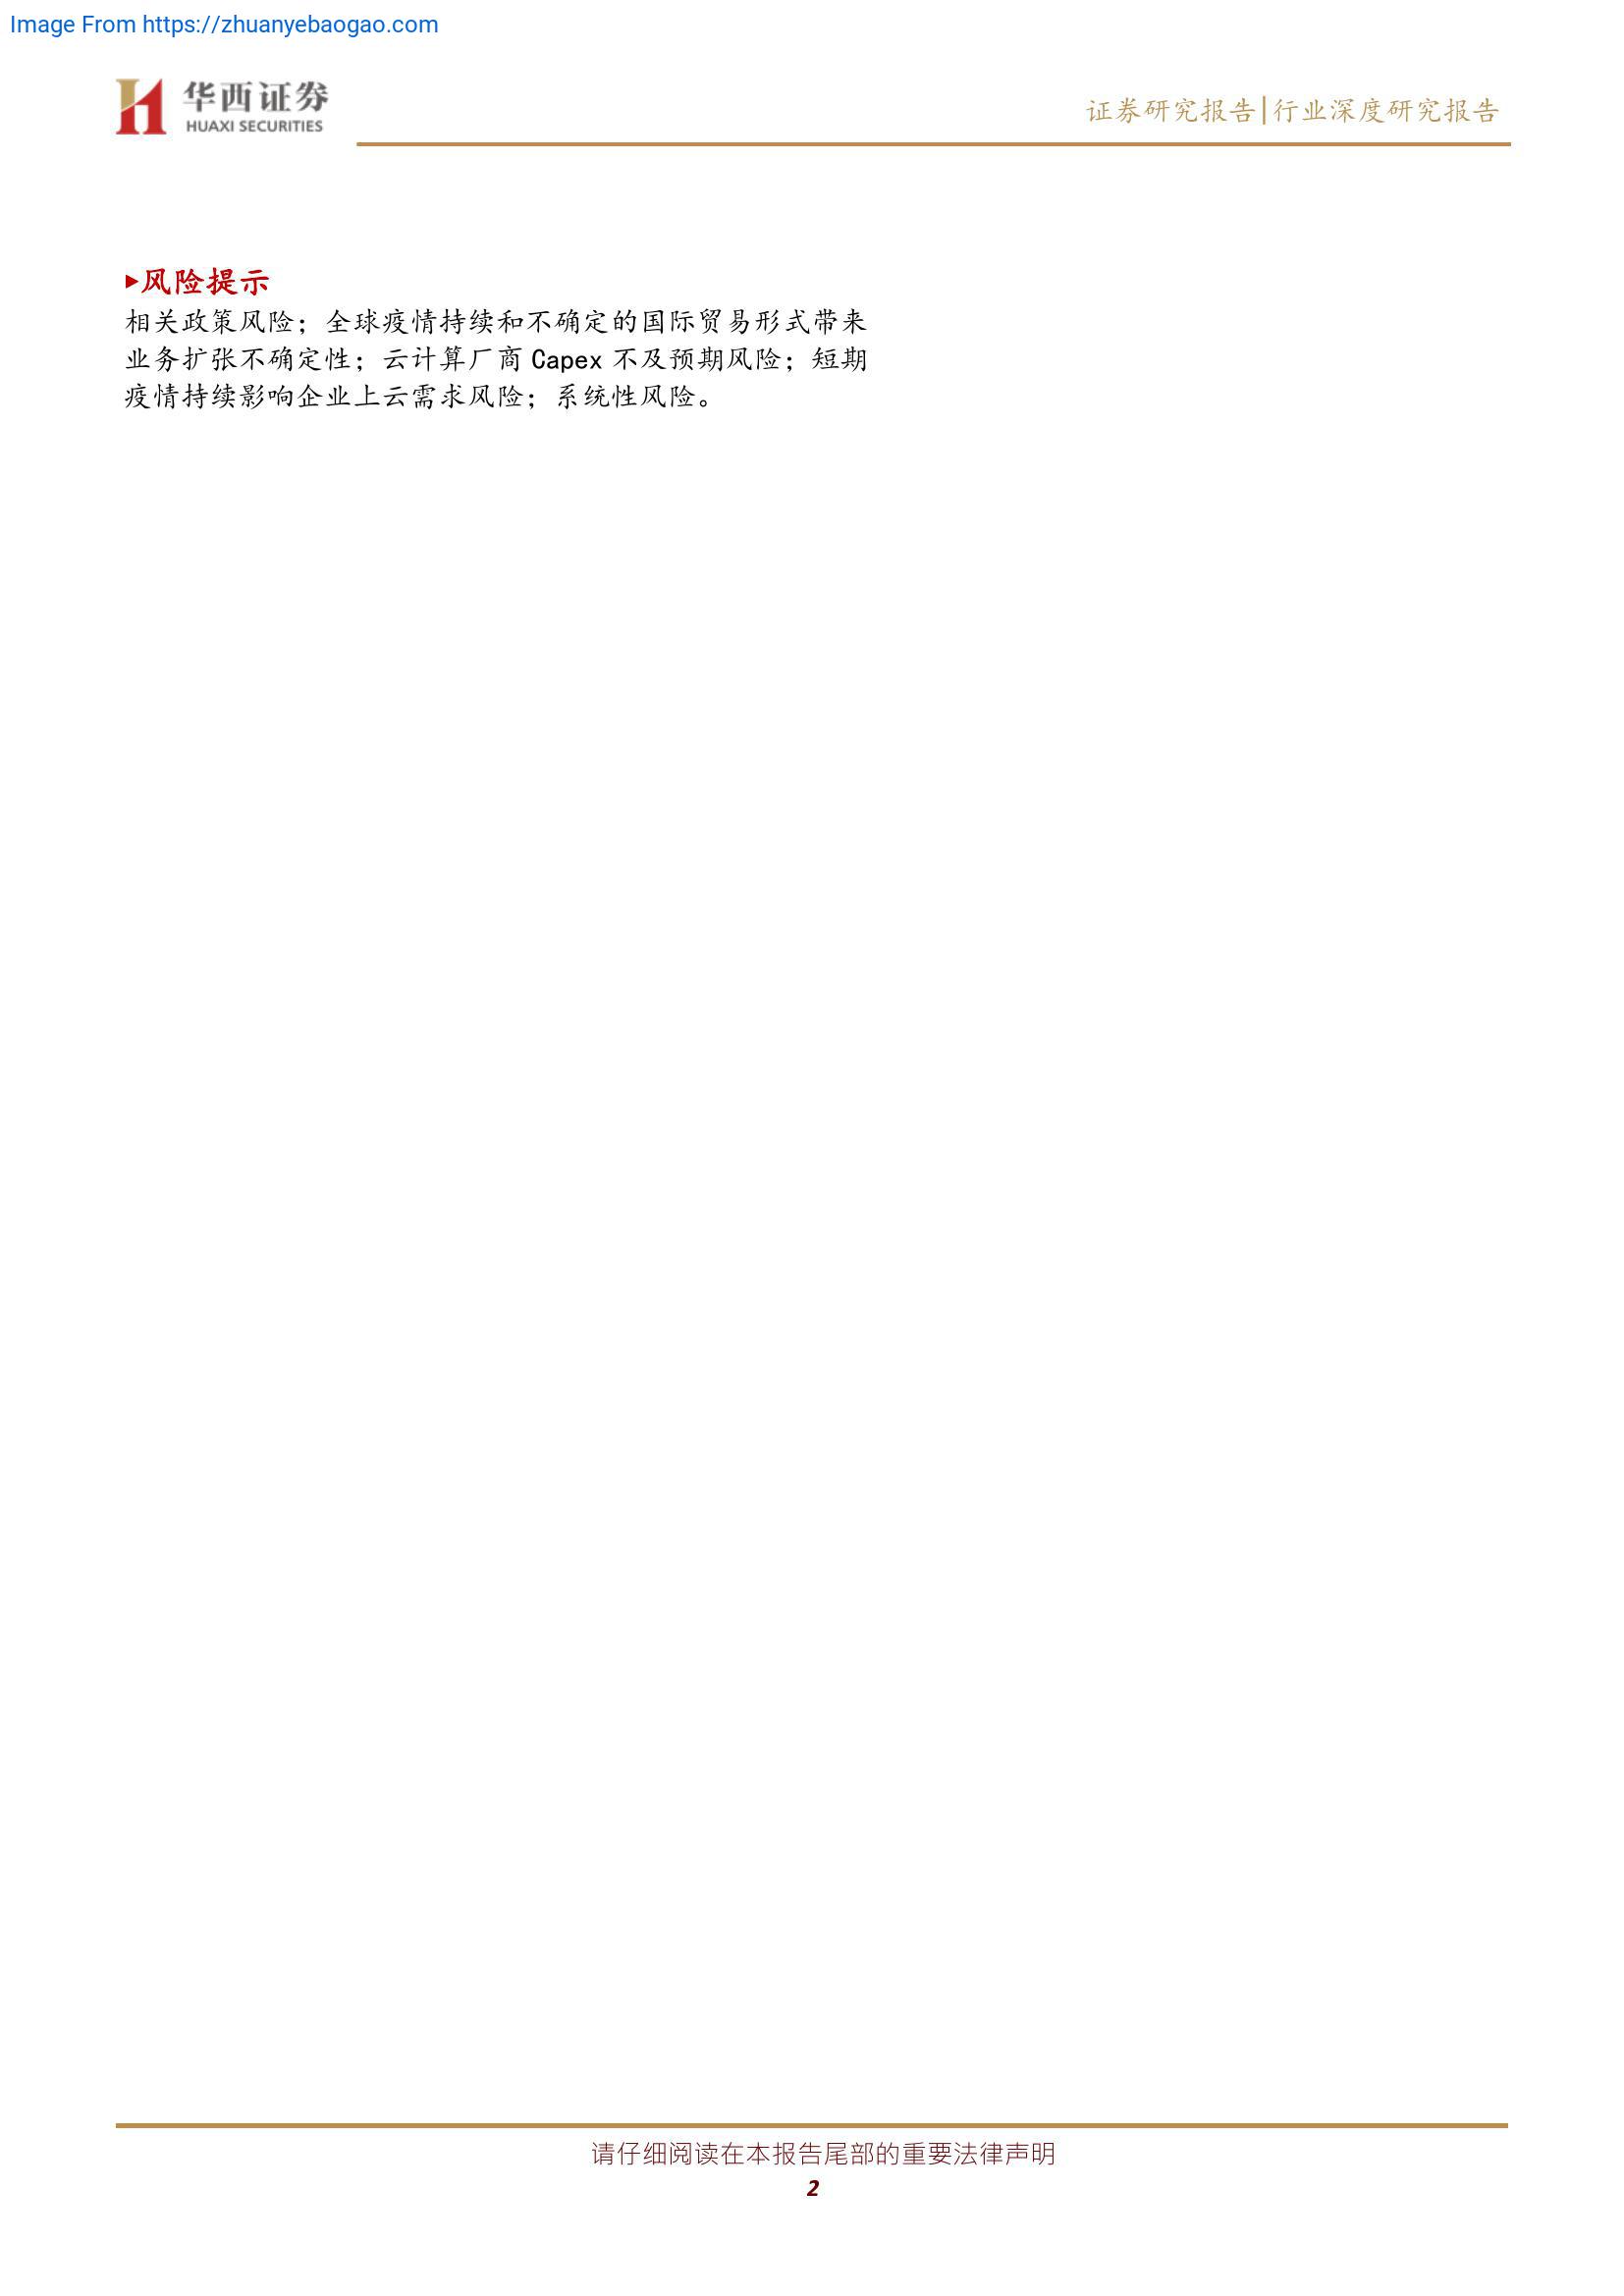 Image From https://zhuanyebaogao.com
华西证券
HUAXI SECURITIES
证券研究报告|行业深度研究报告
▸风险提示
相关政策风险；全球疫情持续和不确定的国际贸易形式带来
业务扩张不确定性；云计算厂商 Capex 不及预期风险；短期
疫情持续影响企业上云需求风险；系统性风险。
请仔细阅读在本报告尾部的重要法律声明
2